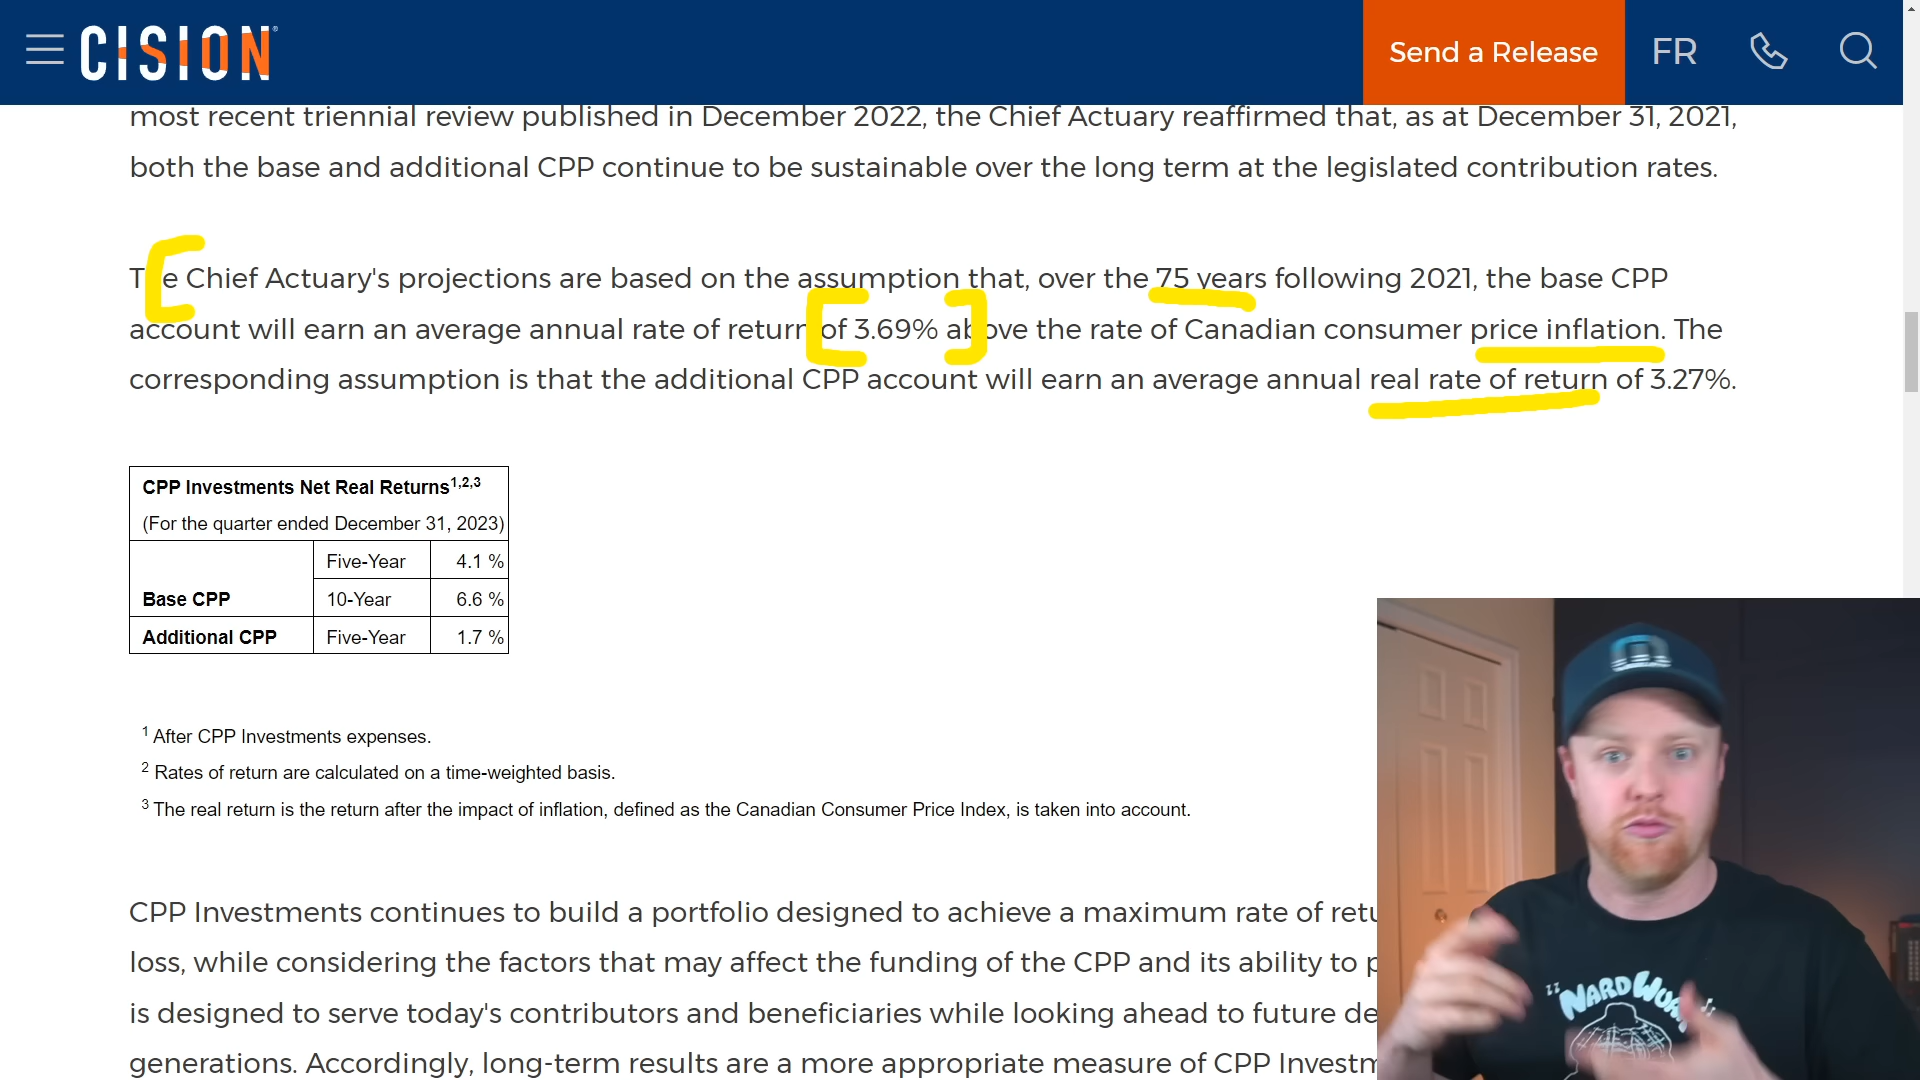 CISION
Send a Release
FR
most recent triennial review published in December 2022, the Chief Actuary reaffirmed that, as at December 31, 2021,
both the base and additional CPP continue to be sustainable over the long term at the legislated contribution rates.
The Chief Actuary's projections are based on the assumption that, over the 75 years following 2021, the base CPP
account will earn an average annual rate of return of 3.69% above the rate of Canadian consumer price inflation. The
corresponding assumption is that the additional CPP account will earn an average annual real rate of return of 3.27%.
CPP Investments Net Real Returns1,2,3
(For the quarter ended December 31, 2023)
Five-Year 4.1 %
Base CPP 10-Year 6.6 %
Additional CPP Five-Year 1.7 %
1 After CPP Investments expenses.
2 Rates of return are calculated on a time-weighted basis.
3 The real return is the return after the impact of inflation, defined as the Canadian Consumer Price Index, is taken into account.
CPP Investments continues to build a portfolio designed to achieve a maximum rate of
loss, while considering the factors that may affect the funding of the CPP and its ability to
is designed to serve today's contributors and beneficiaries while looking ahead to future
generations. Accordingly, long-term results are a more appropriate measure of CPP